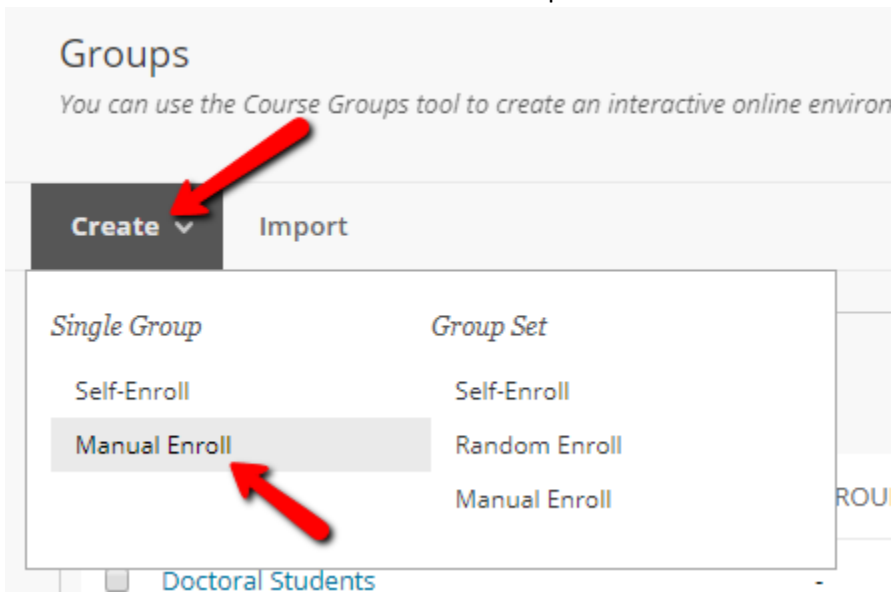 Groups
You can use the Course Groups tool to create an interactive online environ
Create Import
Single Group Group Set
Self-Enroll Self-Enroll
Manual Enroll Random Enroll
Manual Enroll
ROU
Doctoral Students -